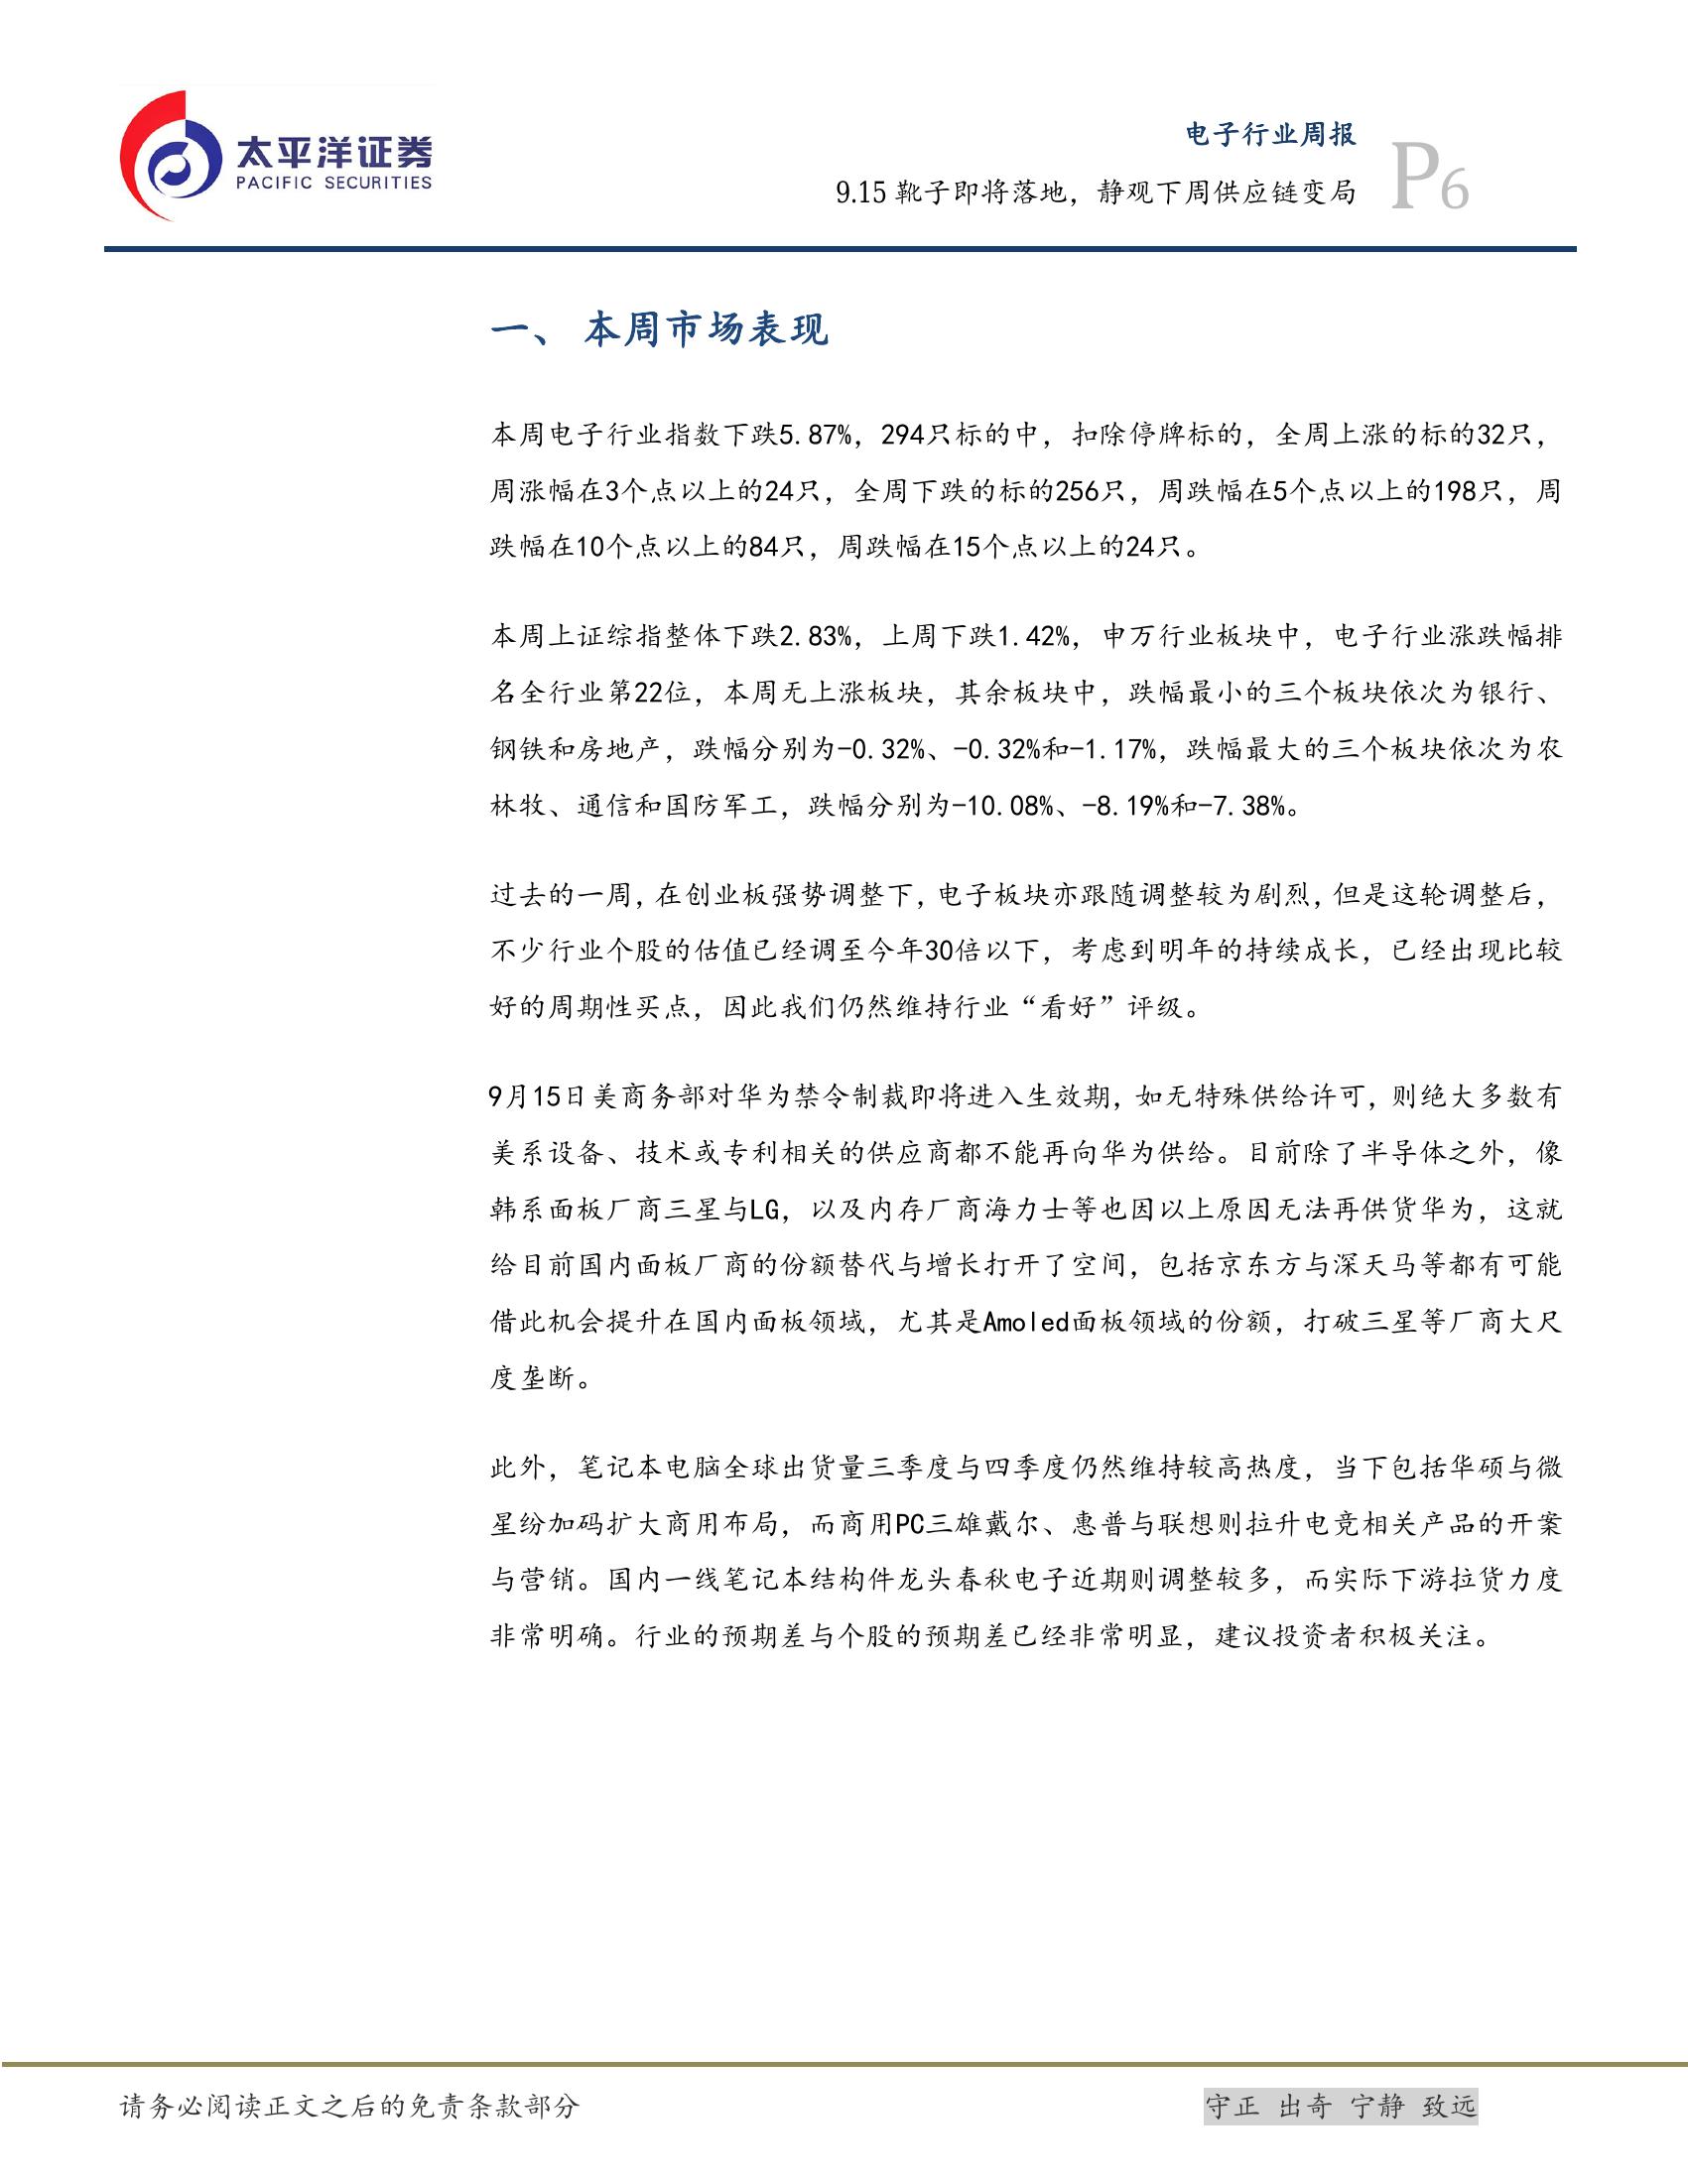 太平洋证券
PACIFIC SECURITIES
电子行业周报
9.15 靴子即将落地，静观下周供应链变局
P6
一、 本周市场表现
本周电子行业指数下跌5.87%，294只标的中，扣除停牌标的，全周上涨的标的32只，
周涨幅在3个点以上的24只，全周下跌的标的256只，周跌幅在5个点以上的198只，周
跌幅在10个点以上的84只，周跌幅在15个点以上的24只。
本周上证综指整体下跌2.83%，上周下跌1.42%，申万行业板块中，电子行业涨跌幅排
名全行业第22位，本周无上涨板块，其余板块中，跌幅最小的三个板块依次为银行、
钢铁和房地产，跌幅分别为-0.32%、-0.32%和-1.17%，跌幅最大的三个板块依次为农
林牧、通信和国防军工，跌幅分别为-10.08%、-8.19%和-7.38%。
过去的一周，在创业板强势调整下，电子板块亦跟随调整较为剧烈，但是这轮调整后，
不少行业个股的估值已经调至今年30倍以下，考虑到明年的持续成长，已经出现比较
好的周期性买点，因此我们仍然维持行业“看好”评级。
9月15日美商务部对华为禁令制裁即将进入生效期，如无特殊供给许可，则绝大多数有
美系设备、技术或专利相关的供应商都不能再向华为供给。目前除了半导体之外，像
韩系面板厂商三星与LG，以及内存厂商海力士等也因以上原因无法再供货华为，这就
给目前国内面板厂商的份额替代与增长打开了空间，包括京东方与深天马等都有可能
借此机会提升在国内面板领域，尤其是Amoled面板领域的份额，打破三星等厂商大尺
度垄断。
此外，笔记本电脑全球出货量三季度与四季度仍然维持较高热度，当下包括华硕与微
星纷加码扩大商用布局，而商用PC三雄戴尔、惠普与联想则拉升电竞相关产品的开案
与营销。国内一线笔记本结构件龙头春秋电子近期则调整较多，而实际下游拉货力度
非常明确。行业的预期差与个股的预期差已经非常明显，建议投资者积极关注。
请务必阅读正文之后的免责条款部分
守正 出奇 宁静 致远